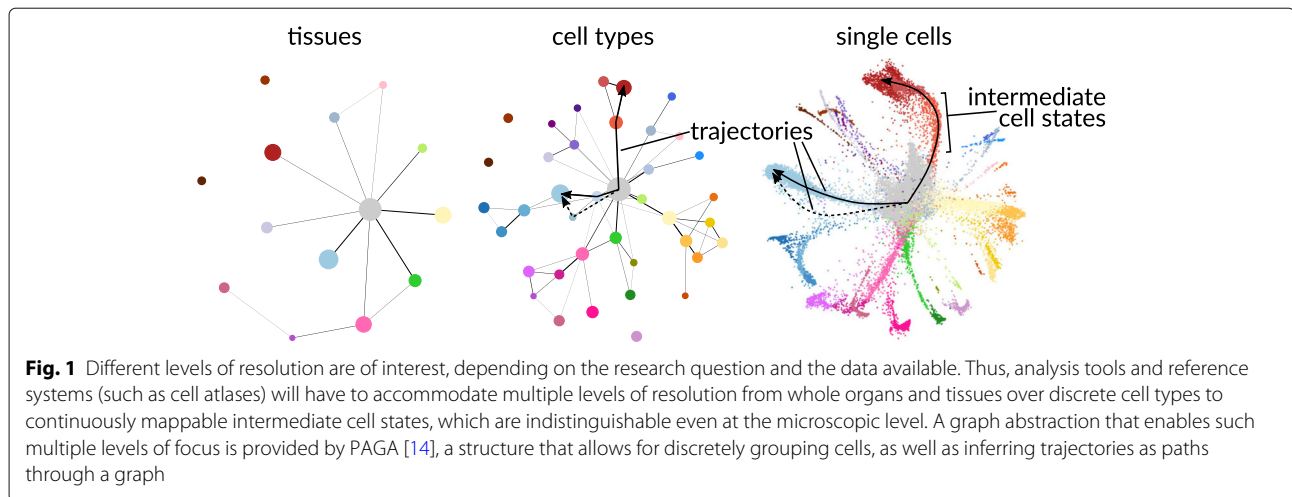 tissues
cell types
single cells
trajectories
intermediate
cell states
Fig. 1 Different levels of resolution are of interest, depending on the research question and the data available. Thus, analysis tools and reference
systems (such as cell atlases) will have to accommodate multiple levels of resolution from whole organs and tissues over discrete cell types to
continuously mappable intermediate cell states, which are indistinguishable even at the microscopic level. A graph abstraction that enables such
multiple levels of focus is provided by PAGA [14], a structure that allows for discretely grouping cells, as well as inferring trajectories as paths
through a graph